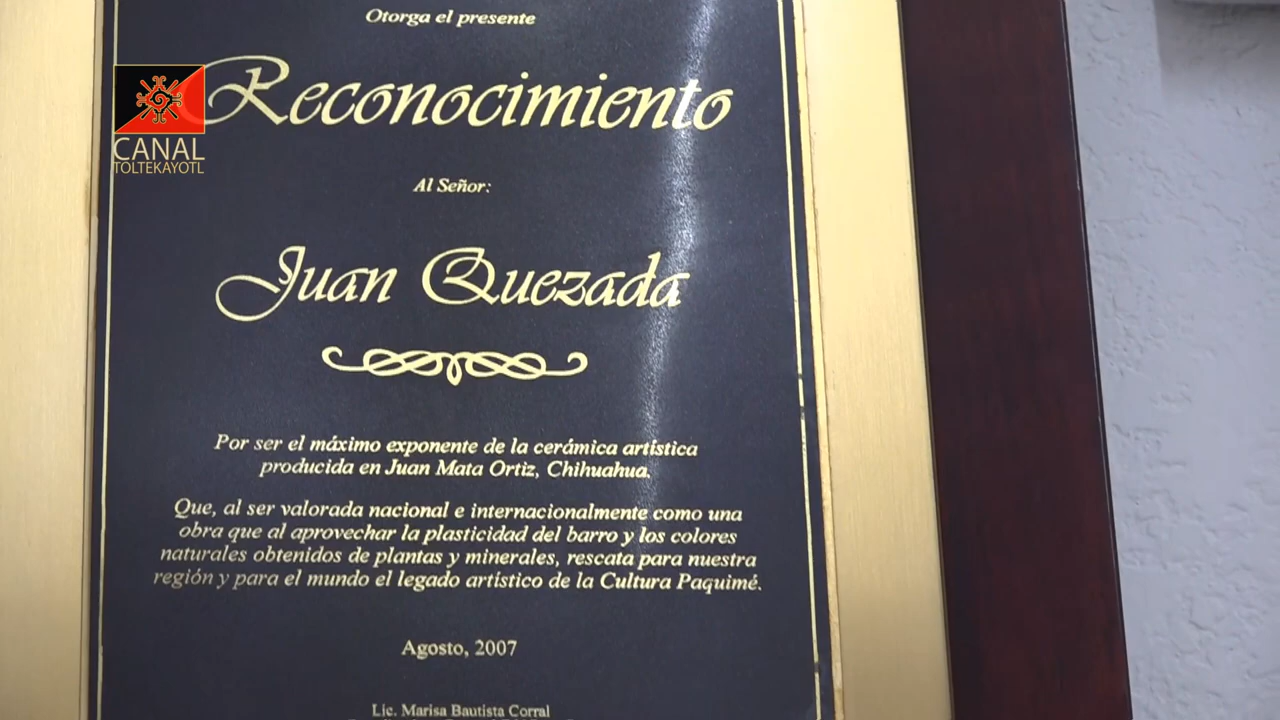 Otorga el presente
Reconocimiento
CANAL
TOLTEKAYOTL
Al Señor:
Juan Quezada
Por ser el máximo exponente de la cerámica artística
producida en Juan Mata Ortiz, Chihuahua.
Que, al ser valorada nacional e internacionalmente como una
obra que al aprovechar la plasticidad del barro y los colores
naturales obtenidos de plantas y minerales, rescata para nuestra
región y para el mundo el legado artístico de la Cultura Paquimé.
Agosto, 2007
Lic. Marisa Bautista Corral